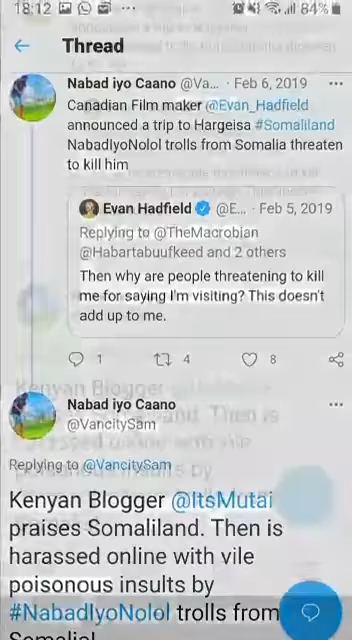 18:12 84%
Thread
Nabad iyo Caano @Va... · Feb 6, 2019
Canadian Film maker @Evan_Hadfield
announced a trip to Hargeisa #Somaliland
NabadIyoNolol trolls from Somalia threaten
to kill him
Evan Hadfield @E... · Feb 5, 2019
Replying to @TheMacrobian
@Habartabuufkeed and 2 others
Then why are people threatening to kill
me for saying I'm visiting? This doesn't
add up to me.
1 4 8
Nabad iyo Caano
@VancitySam
Replying to @VancitySam
Kenyan Blogger @ItsMutai
praises Somaliland. Then is
harassed online with vile
poisonous insults by
#NabadIyoNolol trolls from
Somalia!